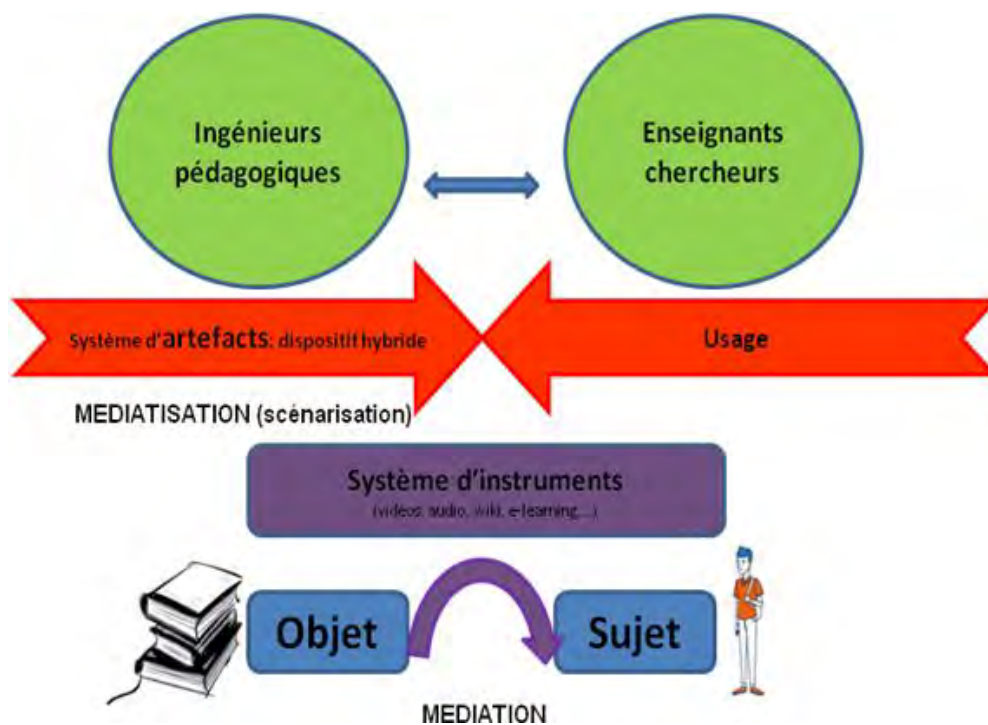 Ingénieurs
pédagogiques
Enseignants
chercheurs
Système d'artefacts: dispositif hybride
Usage
MEDIATISATION (scénarisation)
Système d'instruments
(videos, audio, wiki, e-learning,...)
Objet
Sujet
MEDIATION